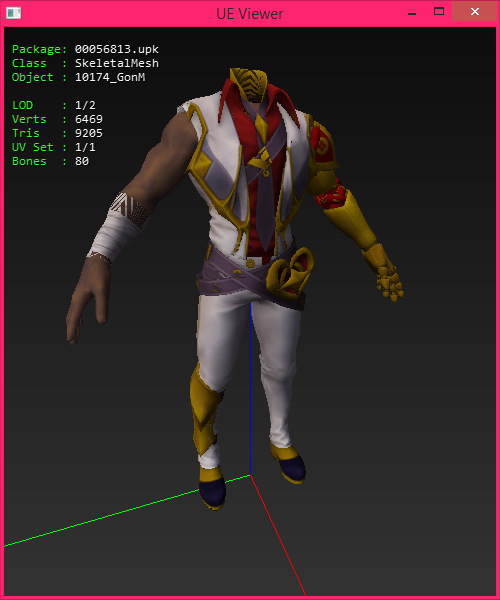 UE Viewer
Package: 00056813.upk
Class : SkeletalMesh
Object : 10174_GonM
LOD : 1/2
Verts : 6469
Tris : 9205
UV Set : 1/1
Bones : 80